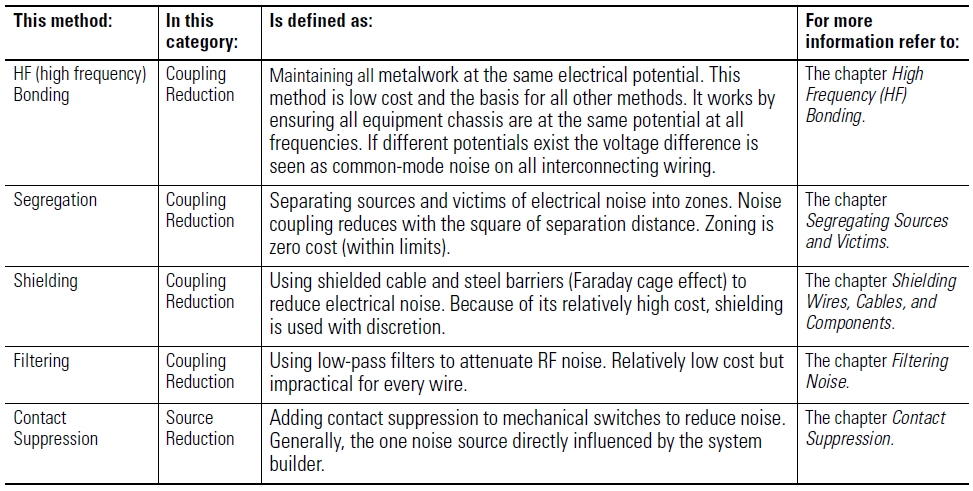 This method:
In this
category:
Is defined as:
For more
information refer to:
HF (high frequency)
Bonding
Coupling
Reduction
Maintaining all metalwork at the same electrical potential. This
method is low cost and the basis for all other methods. It works by
ensuring all equipment chassis are at the same potential at all
frequencies. If different potentials exist the voltage difference is
seen as common-mode noise on all interconnecting wiring.
The chapter High
Frequency (HF)
Bonding.
Segregation
Coupling
Reduction
Separating sources and victims of electrical noise into zones. Noise
coupling reduces with the square of separation distance. Zoning is
zero cost (within limits).
The chapter
Segregating Sources
and Victims.
Shielding
Coupling
Reduction
Using shielded cable and steel barriers (Faraday cage effect) to
reduce electrical noise. Because of its relatively high cost, shielding
is used with discretion.
The chapter Shielding
Wires, Cables, and
Components.
Filtering
Coupling
Reduction
Using low-pass filters to attenuate RF noise. Relatively low cost but
impractical for every wire.
The chapter Filtering
Noise.
Contact
Suppression
Source
Reduction
Adding contact suppression to mechanical switches to reduce noise.
Generally, the one noise source directly influenced by the system
builder.
The chapter Contact
Suppression.